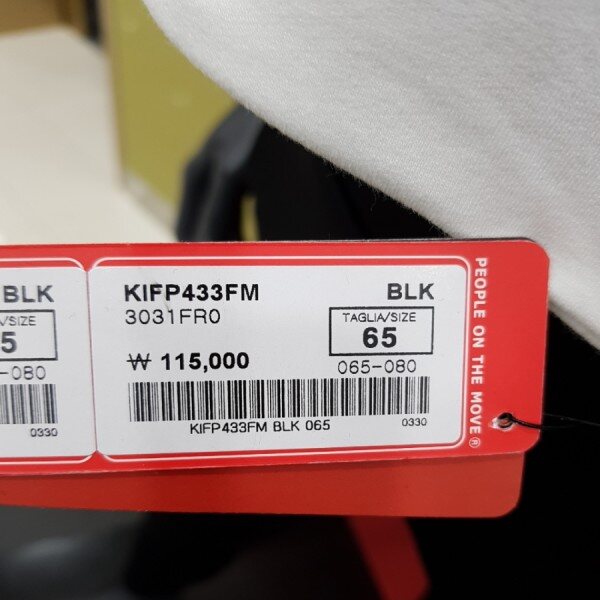 BLK
/SIZE
5
-080
0330
KIFP433FM BLK
3031FR0
TAGLIA/SIZE
65
₩ 115,000
065-080
KIFP433FM BLK 065
0330
PEOPLE ON THE MOVE®